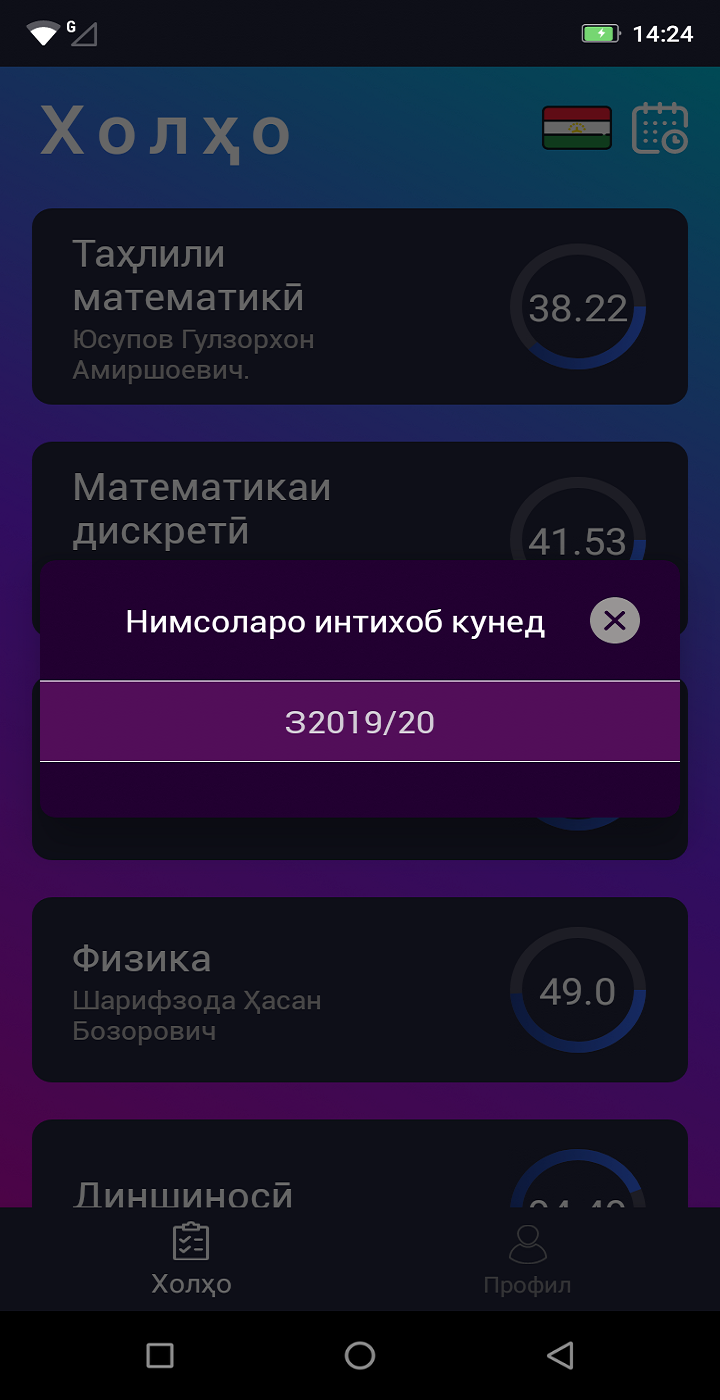 G
14:24
Холҳо
Таҳлили
математикӣ
38.22
Юсупов Гулзорхон
Амиршоевич.
Математикаи
дискретӣ
41.53
Нимсоларо интихоб кунед
З2019/20
Физика
49.0
Шарифзода Ҳасан
Бозорович
Диншиносӣ
Холҳо
Профил